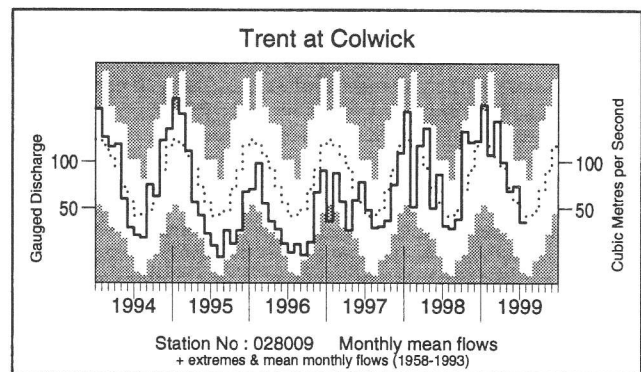 Trent at Colwick
Gauged Discharge
100
50
100
50
Cubic Metres per Second
1994 1995 1996 1997 1998 1999
Station No : 028009 Monthly mean flows
+ extremes & mean monthly flows (1958-1993)